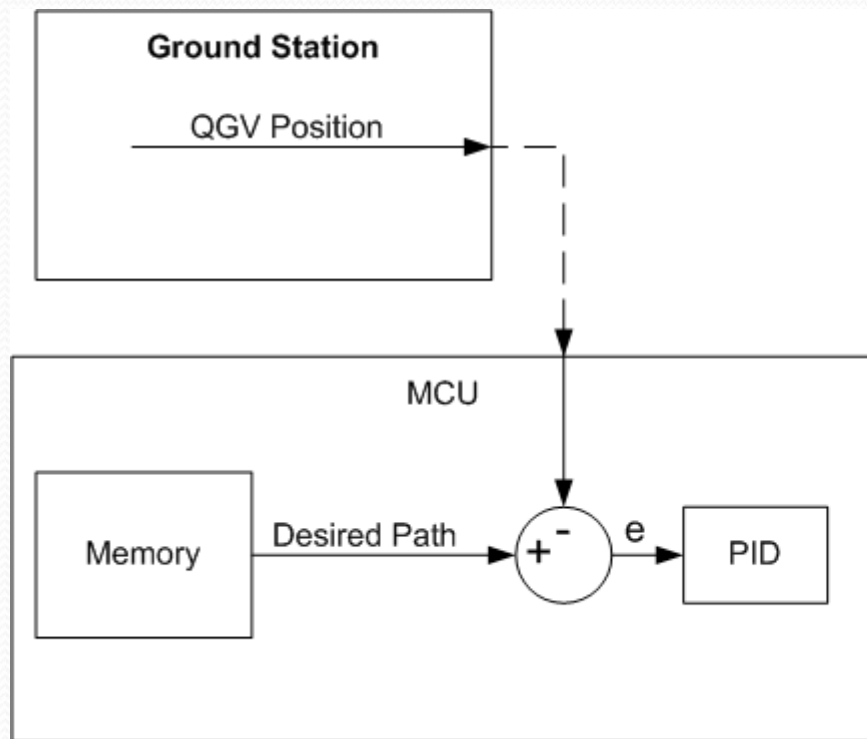 Ground Station
QGV Position
MCU
Memory
Desired Path
+
-
e
PID